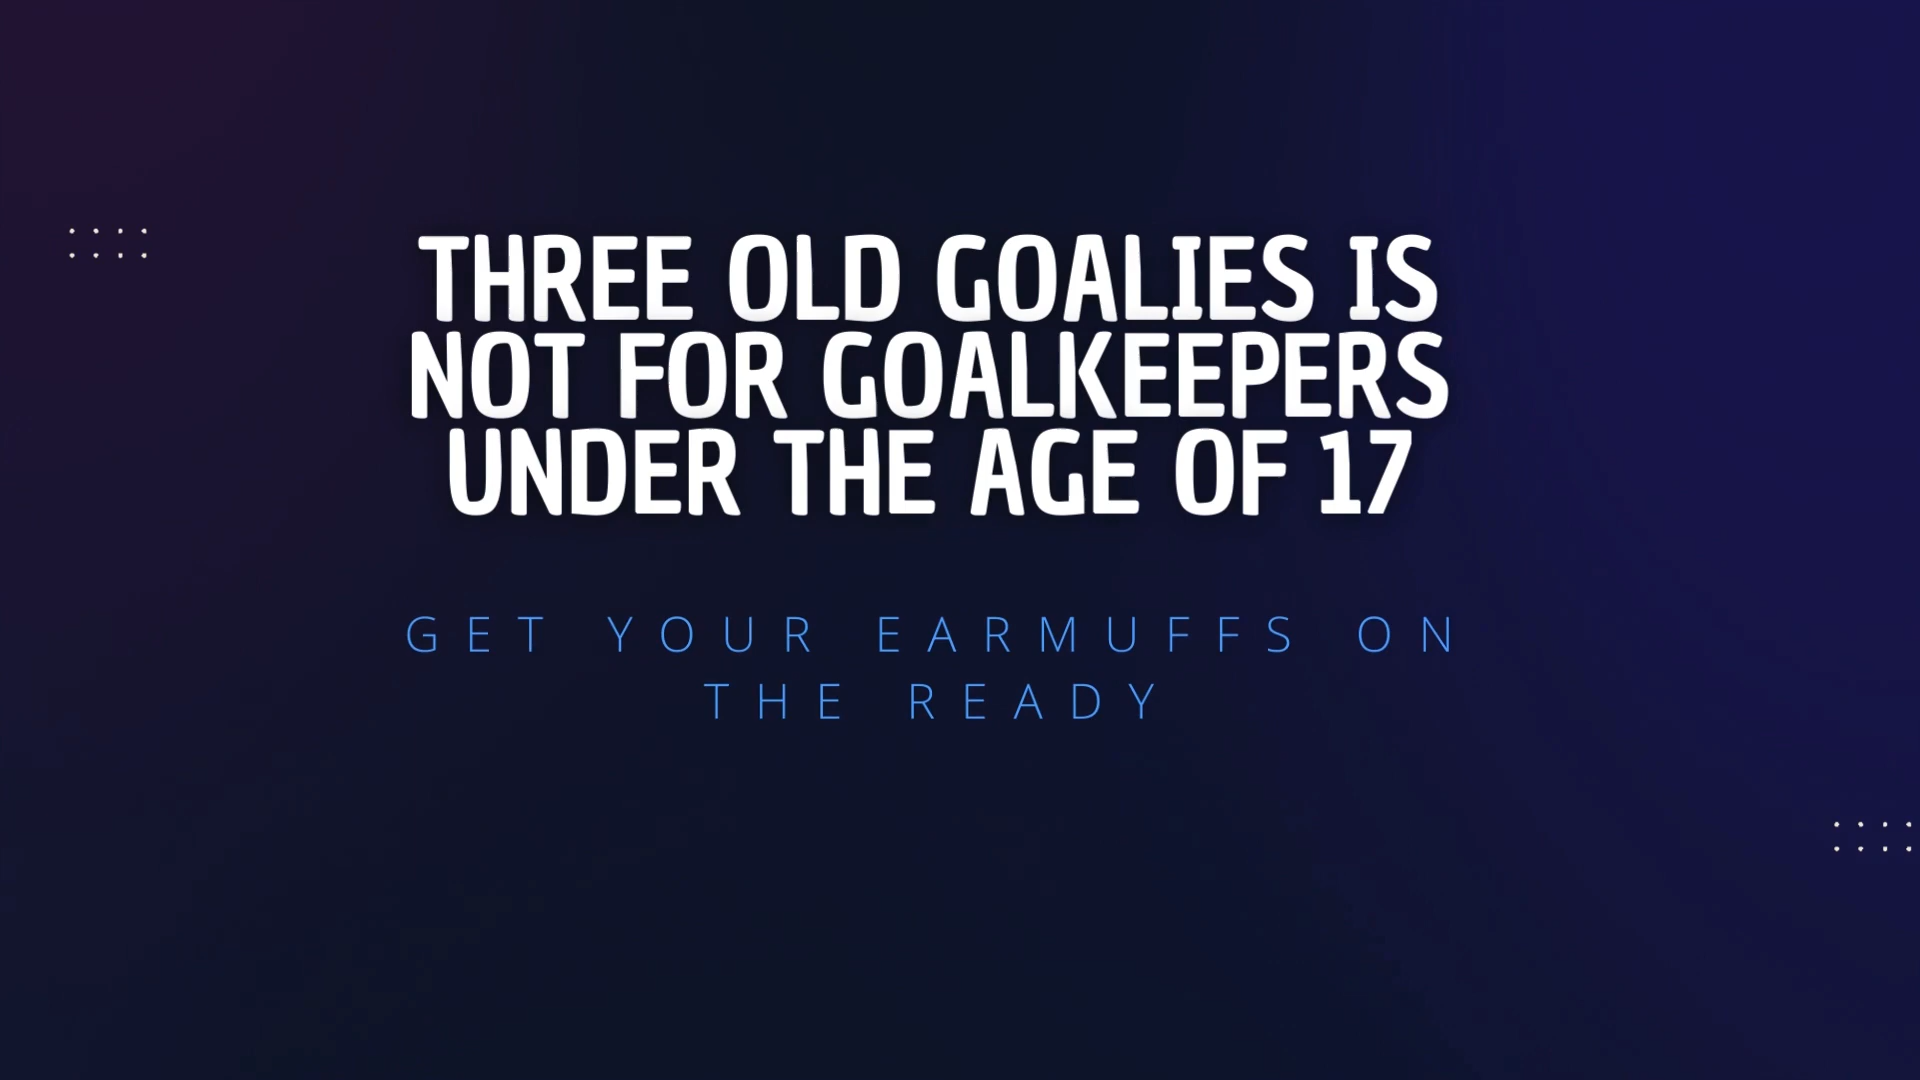 THREE OLD GOALIES IS
NOT FOR GOALKEEPERS
UNDER THE AGE OF 17
GET YOUR EARMUFFS ON
THE READY